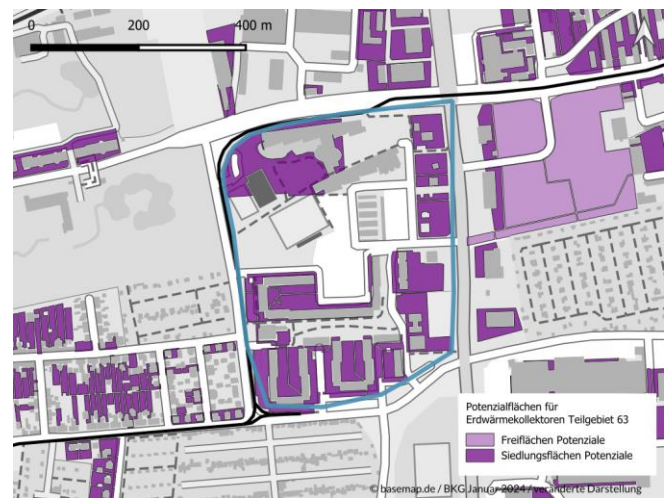 0 200 400 m
Potenzialflächen für
Erdwärmekollektoren Teilgebiet 63
Freiflächen Potenziale
Siedlungsflächen Potenziale
© basemap.de / BKG Januar 2024 / veränderte Darstellung